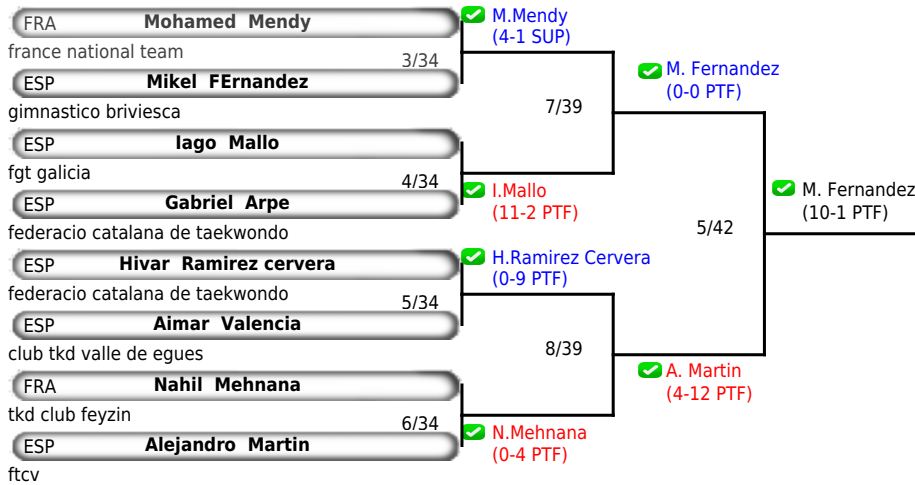 FRA Mohamed Mendy
france national team
3/34
ESP Mikel FErnandez
gimnastico briviesca
ESP Iago Mallo
fgt galicia
4/34
ESP Gabriel Arpe
federacio catalana de taekwondo
ESP Hivar Ramirez cervera
federacio catalana de taekwondo
5/34
ESP Aimar Valencia
club tkd valle de egues
FRA Nahil Mehnana
tkd club feyzin
6/34
ESP Alejandro Martin
ftcv
M.Mendy
(4-1 SUP)
7/39
I.Mallo
(11-2 PTF)
H.Ramirez Cervera
(0-9 PTF)
8/39
N.Mehnana
(0-4 PTF)
M. Fernandez
(0-0 PTF)
5/42
A. Martin
(4-12 PTF)
M. Fernandez
(10-1 PTF)